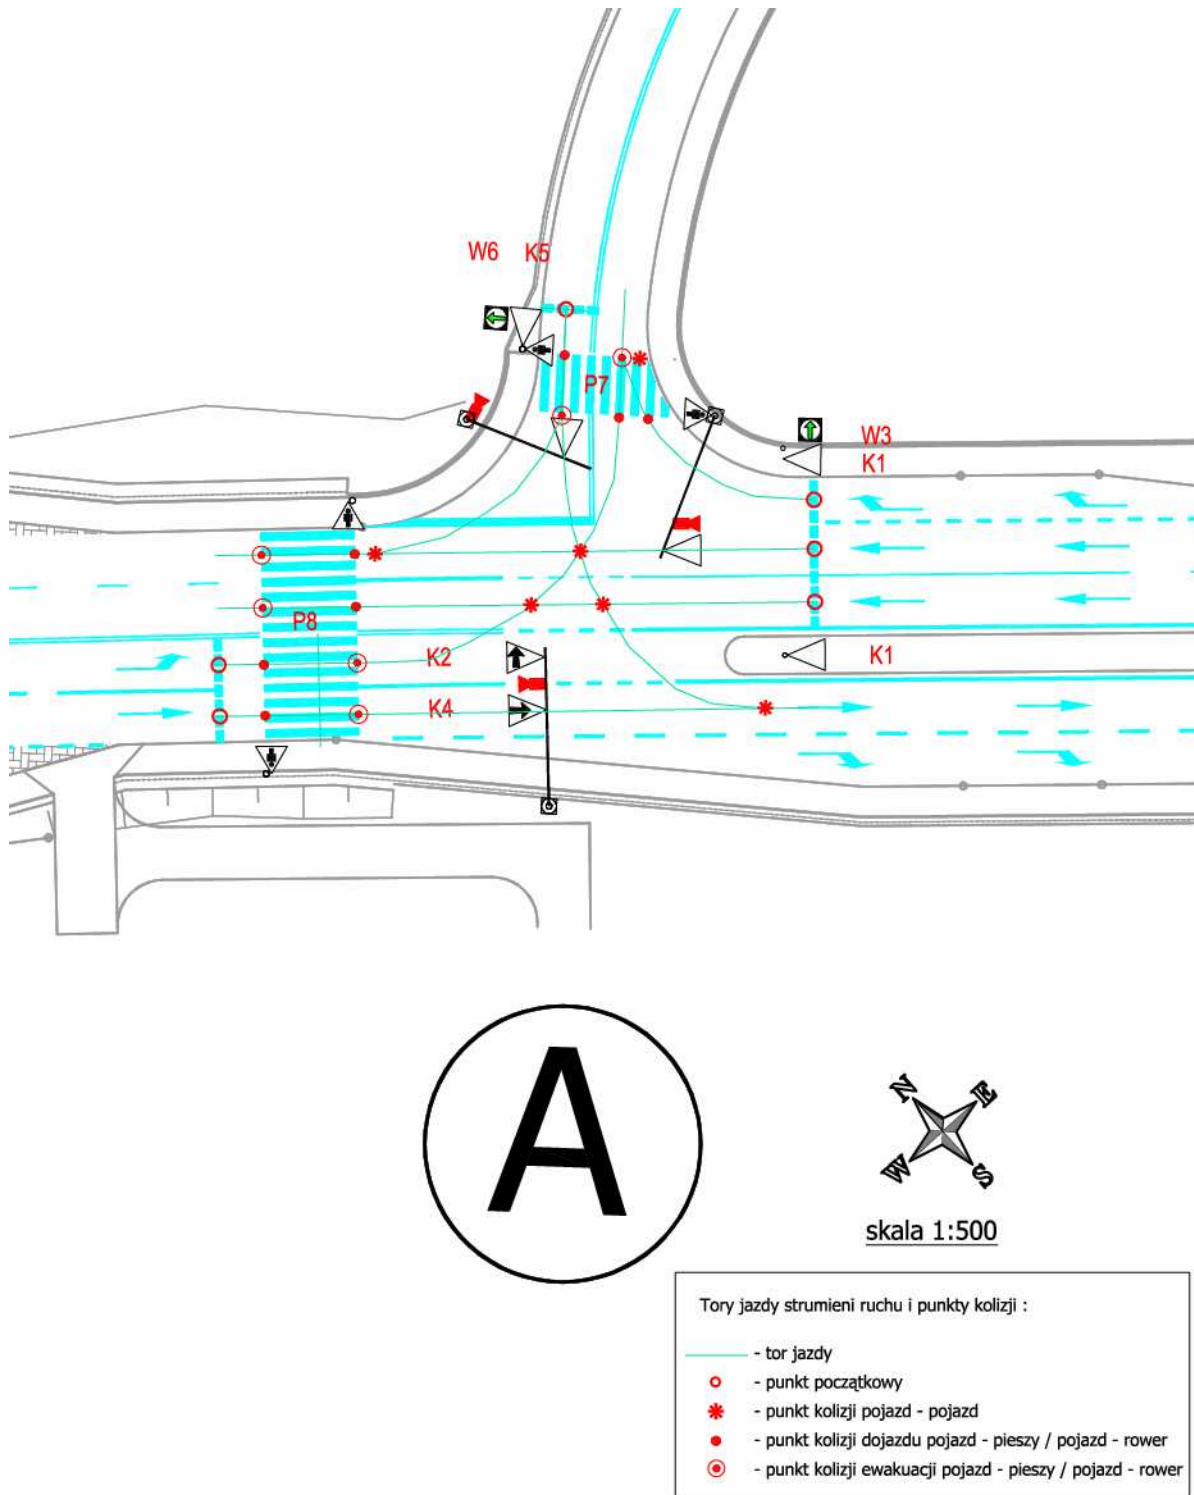 W6 K5
P7
W3
K1
P8
K2
K1
K4
A
N E
W S
skala 1:500
Tory jazdy strumieni ruchu i punkty kolizji :
- tor jazdy
- punkt początkowy
- punkt kolizji pojazd - pojazd
- punkt kolizji dojazdu pojazd - pieszy / pojazd - rower
- punkt kolizji ewakuacji pojazd - pieszy / pojazd - rower